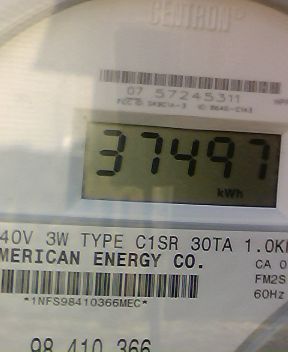 CENTRON®
07 57245311
37497
kWh
40V 3W TYPE C1SR 30TA 1.0K
MERICAN ENERGY CO.
CA 0
FM2S
60Hz
*1NFS98410366MEC*
98 410 366